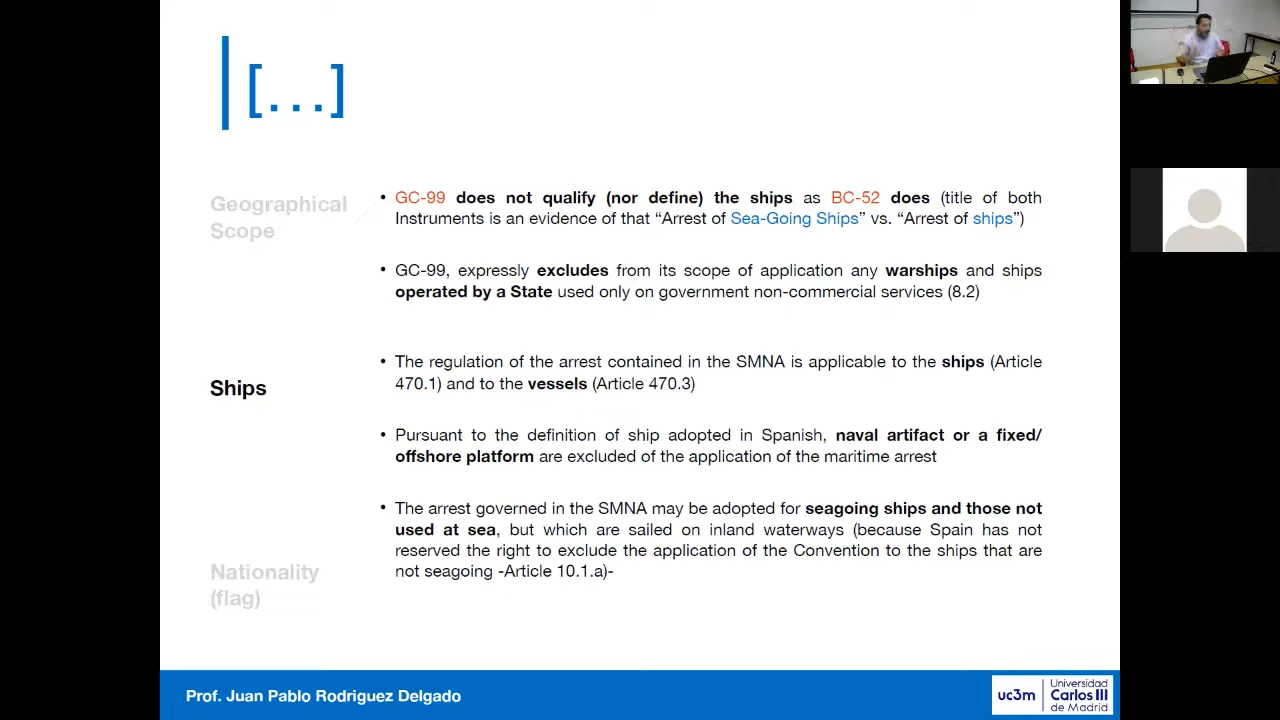 [...]
Geographical
Scope
• GC-99 does not qualify (nor define) the ships as BC-52 does (title of both
Instruments is an evidence of that “Arrest of Sea-Going Ships” vs. “Arrest of ships”)
• GC-99, expressly excludes from its scope of application any warships and ships
operated by a State used only on government non-commercial services (8.2)
Ships
• The regulation of the arrest contained in the SMNA is applicable to the ships (Article
470.1) and to the vessels (Article 470.3)
• Pursuant to the definition of ship adopted in Spanish, naval artifact or a fixed/
offshore platform are excluded of the application of the maritime arrest
• The arrest governed in the SMNA may be adopted for seagoing ships and those not
used at sea, but which are sailed on inland waterways (because Spain has not
reserved the right to exclude the application of the Convention to the ships that are
not seagoing -Article 10.1.a)-
Nationality
(flag)
Prof. Juan Pablo Rodriguez Delgado
uc3m
Universidad
Carlos III
de Madrid